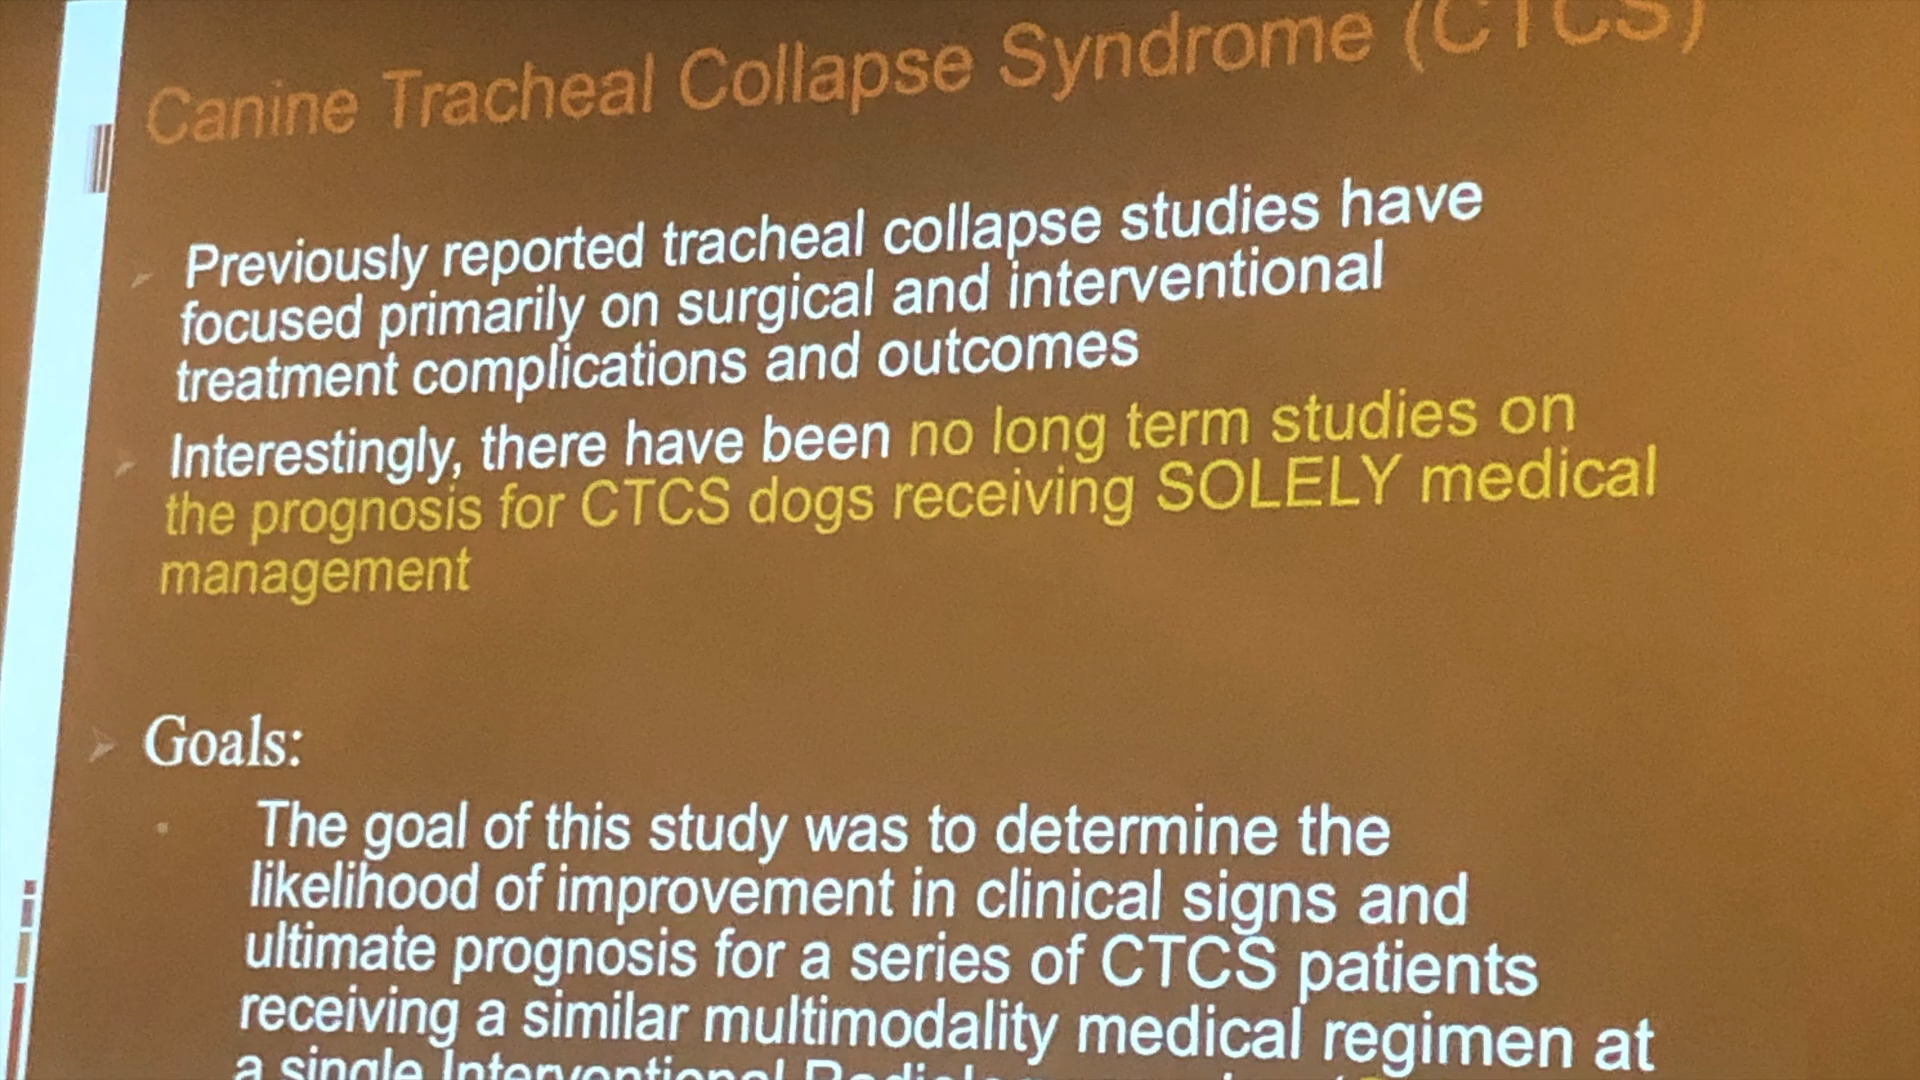 Canine Tracheal Collapse Syndrome (CTCS)
Previously reported tracheal collapse studies have
focused primarily on surgical and interventional
treatment complications and outcomes
Interestingly, there have been no long term studies on
the prognosis for CTCS dogs receiving SOLELY medical
management
Goals:
The goal of this study was to determine the
likelihood of improvement in clinical signs and
ultimate prognosis for a series of CTCS patients
receiving a similar multimodality medical regimen at
a single Interventional